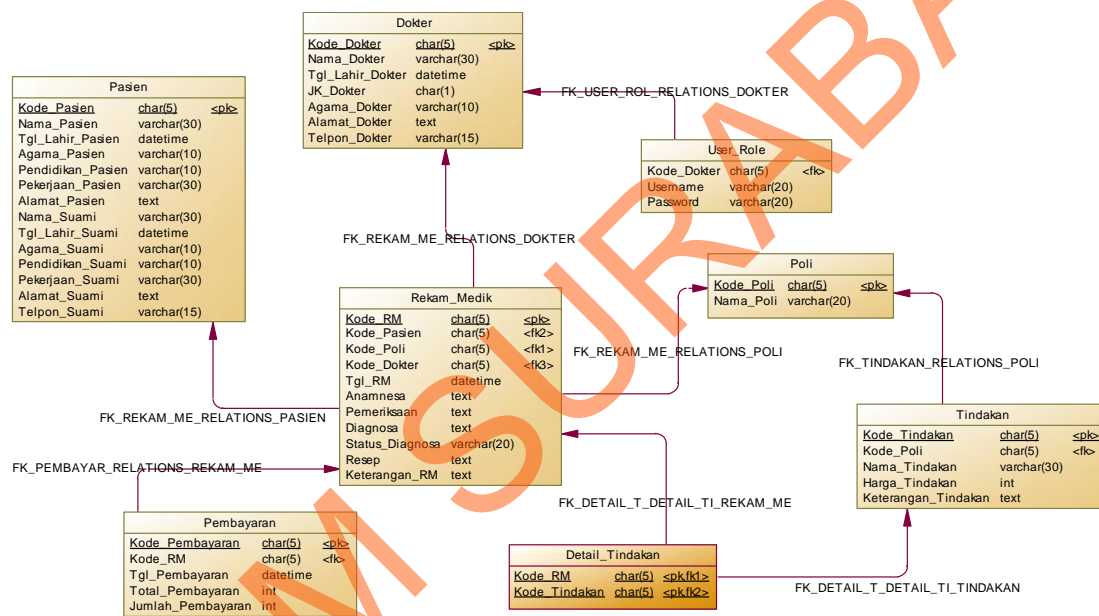 Dokter
Kode_Dokter char(5) <pk>
Nama_Dokter varchar(30)
Tgl_Lahir_Dokter datetime
JK_Dokter char(1)
Agama_Dokter varchar(10)
Alamat_Dokter text
Telpon_Dokter varchar(15)
Pasien
Kode_Pasien char(5) <pk>
Nama_Pasien varchar(30)
Tgl_Lahir_Pasien datetime
Agama_Pasien varchar(10)
Pendidikan_Pasien varchar(10)
Pekerjaan_Pasien varchar(30)
Alamat_Pasien text
Nama_Suami varchar(30)
Tgl_Lahir_Suami datetime
Agama_Suami varchar(10)
Pendidikan_Suami varchar(10)
Pekerjaan_Suami varchar(30)
Alamat_Suami text
Telpon_Suami varchar(15)
FK_USER_ROL_RELATIONS_DOKTER
User_Role
Kode_Dokter char(5) <fk>
Username varchar(20)
Password varchar(20)
FK_REKAM_ME_RELATIONS_DOKTER
Poli
Kode_Poli char(5) <pk>
Nama_Poli varchar(20)
Rekam_Medik
Kode_RM char(5) <pk>
Kode_Pasien char(5) <fk2>
Kode_Poli char(5) <fk1>
Kode_Dokter char(5) <fk3>
Tgl_RM datetime
Anamnesa text
Pemeriksaan text
Diagnosa text
Status_Diagnosa varchar(20)
Resep text
Keterangan_RM text
FK_REKAM_ME_RELATIONS_POLI
FK_TINDAKAN_RELATIONS_POLI
FK_REKAM_ME_RELATIONS_PASIEN
Tindakan
Kode_Tindakan char(5) <pk>
Kode_Poli char(5) <fk>
Nama_Tindakan varchar(30)
Harga_Tindakan int
Keterangan_Tindakan text
FK_PEMBAYAR_RELATIONS_REKAM_ME
FK_DETAIL_T_DETAIL_TI_REKAM_ME
Pembayaran
Kode_Pembayaran char(5) <pk>
Kode_RM char(5) <fk>
Tgl_Pembayaran datetime
Total_Pembayaran int
Jumlah_Pembayaran int
Detail_Tindakan
Kode_RM char(5) <pk,fk1>
Kode_Tindakan char(5) <pk,fk2>
FK_DETAIL_T_DETAIL_TI_TINDAKAN
M SURABA